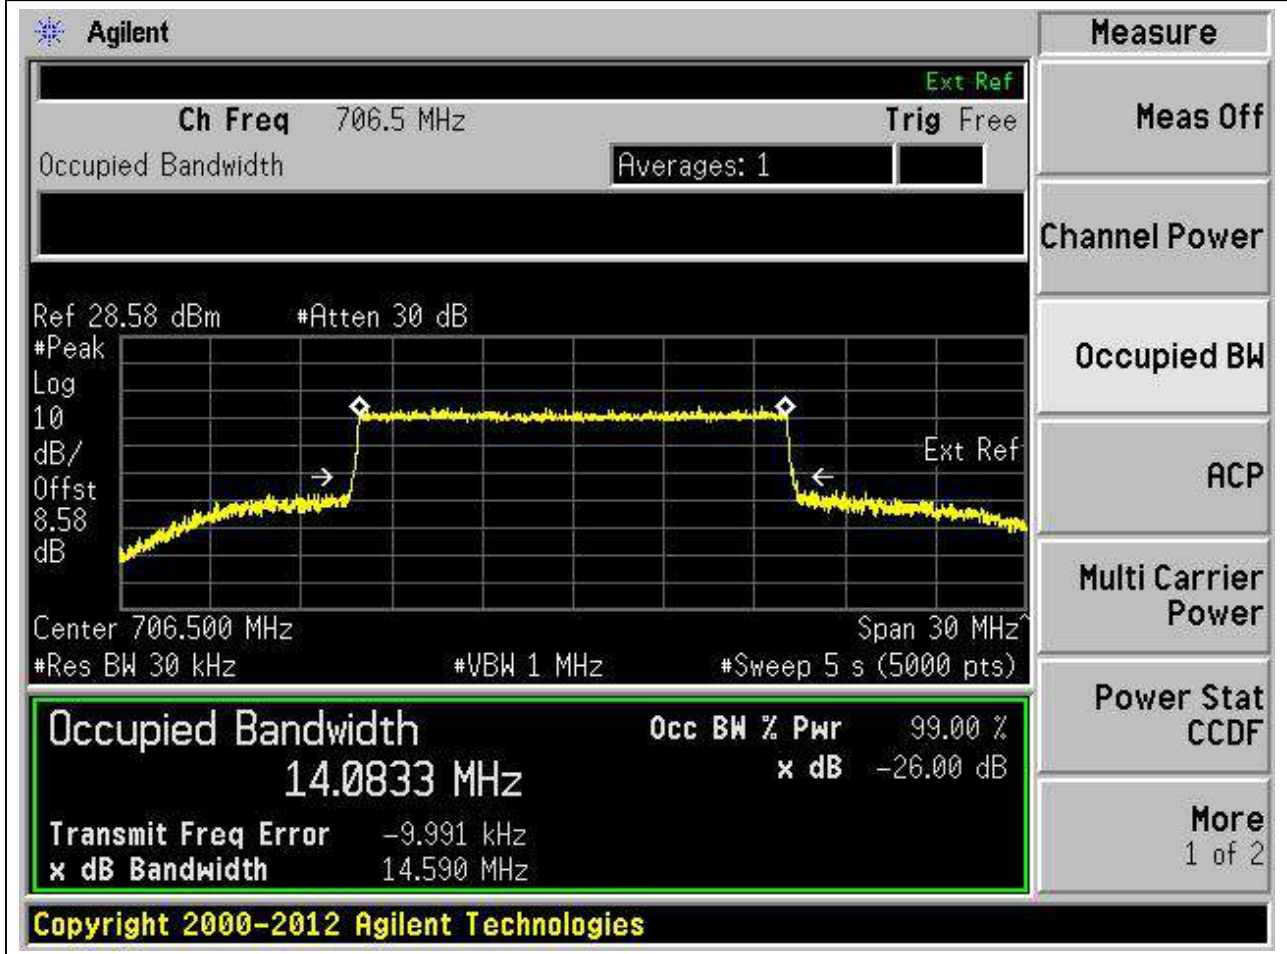 Agilent
Measure
Ext Ref
Ch Freq 706.5 MHz Trig Free
Meas Off
Occupied Bandwidth Averages: 1
Channel Power
Ref 28.58 dBm #Atten 30 dB
#Peak
Log
10
dB/
Offst
8.58
dB
Ext Ref
Occupied BW
ACP
Center 706.500 MHz Span 30 MHz^
#Res BW 30 kHz #VBW 1 MHz #Sweep 5 s (5000 pts)
Multi Carrier
Power
Occupied Bandwidth
14.0833 MHz
Occ BW % Pwr 99.00 %
x dB -26.00 dB
Transmit Freq Error -9.991 kHz
x dB Bandwidth 14.590 MHz
Power Stat
CCDF
More
1 of 2
Copyright 2000-2012 Agilent Technologies